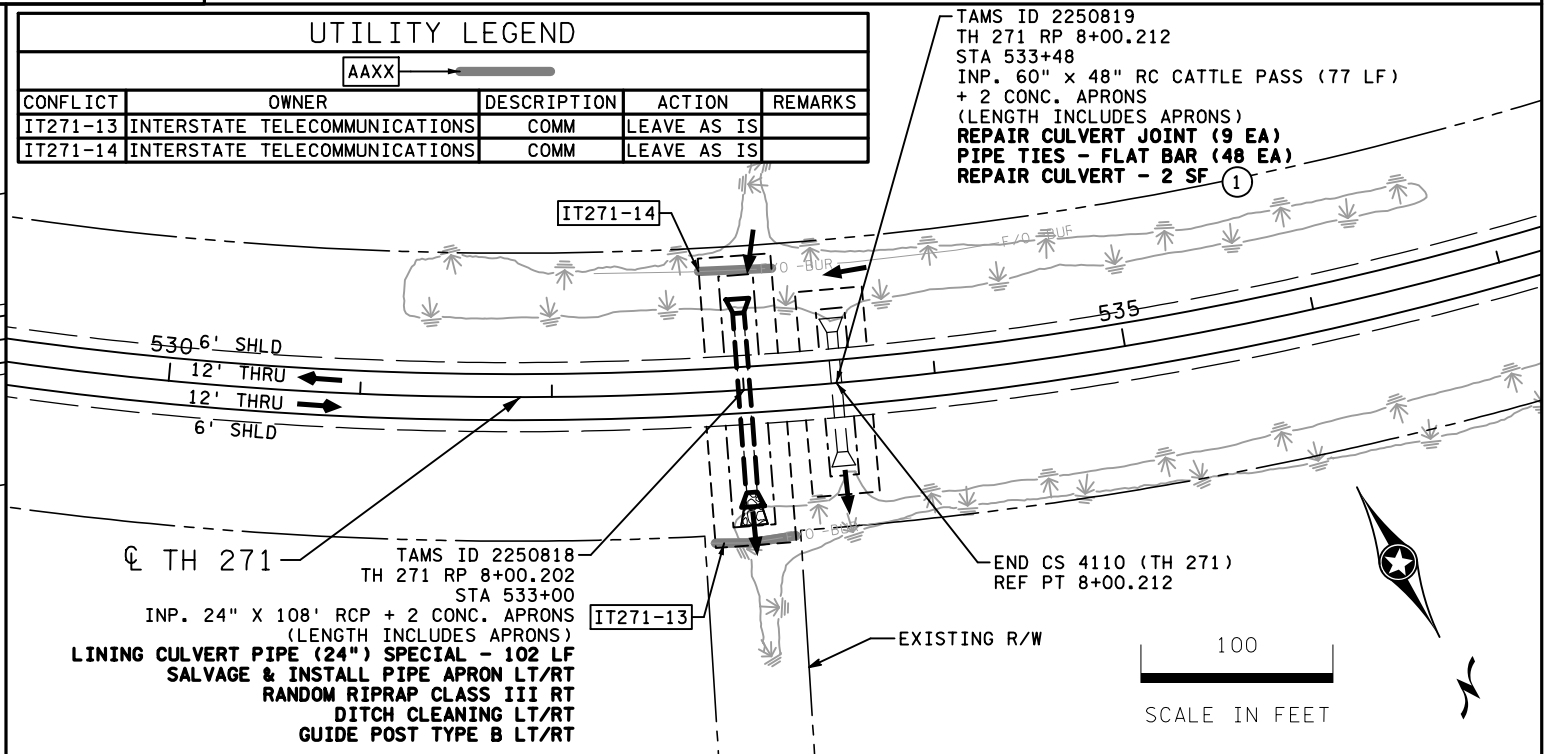 UTILITY LEGEND
AAXX
CONFLICT OWNER DESCRIPTION ACTION REMARKS
IT271-13 INTERSTATE TELECOMMUNICATIONS COMM LEAVE AS IS
IT271-14 INTERSTATE TELECOMMUNICATIONS COMM LEAVE AS IS
TAMS ID 2250819
TH 271 RP 8+00.212
STA 533+48
INP. 60" x 48" RC CATTLE PASS (77 LF)
+ 2 CONC. APRONS
(LENGTH INCLUDES APRONS)
REPAIR CULVERT JOINT (9 EA)
PIPE TIES - FLAT BAR (48 EA)
REPAIR CULVERT - 2 SF
1
IT271-14
530
535
6' SHLD
12' THRU
12' THRU
6' SHLD
℄ TH 271
TAMS ID 2250818
TH 271 RP 8+00.202
STA 533+00
INP. 24" X 108' RCP + 2 CONC. APRONS
(LENGTH INCLUDES APRONS)
LINING CULVERT PIPE (24") SPECIAL - 102 LF
SALVAGE & INSTALL PIPE APRON LT/RT
RANDOM RIPRAP CLASS III RT
DITCH CLEANING LT/RT
GUIDE POST TYPE B LT/RT
IT271-13
END CS 4110 (TH 271)
REF PT 8+00.212
EXISTING R/W
100
SCALE IN FEET